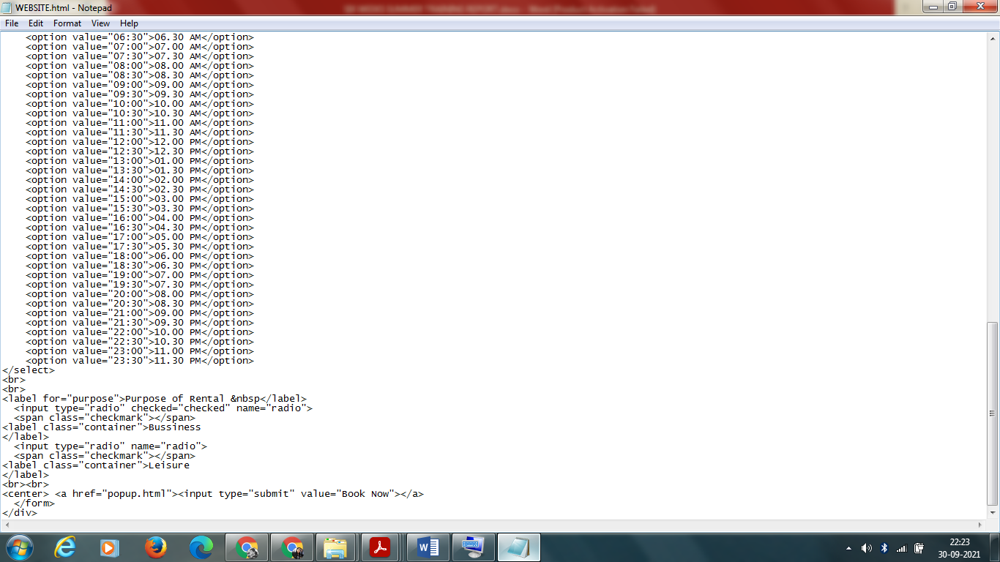 WEBSITE.html - Notepad
File Edit Format View Help
<option value="06:30">06.30 AM</option>
<option value="07:00">07.00 AM</option>
<option value="07:30">07.30 AM</option>
<option value="08:00">08.00 AM</option>
<option value="08:30">08.30 AM</option>
<option value="09:00">09.00 AM</option>
<option value="09:30">09.30 AM</option>
<option value="10:00">10.00 AM</option>
<option value="10:30">10.30 AM</option>
<option value="11:00">11.00 AM</option>
<option value="11:30">11.30 AM</option>
<option value="12:00">12.00 PM</option>
<option value="12:30">12.30 PM</option>
<option value="13:00">01.00 PM</option>
<option value="13:30">01.30 PM</option>
<option value="14:00">02.00 PM</option>
<option value="14:30">02.30 PM</option>
<option value="15:00">03.00 PM</option>
<option value="15:30">03.30 PM</option>
<option value="16:00">04.00 PM</option>
<option value="16:30">04.30 PM</option>
<option value="17:00">05.00 PM</option>
<option value="17:30">05.30 PM</option>
<option value="18:00">06.00 PM</option>
<option value="18:30">06.30 PM</option>
<option value="19:00">07.00 PM</option>
<option value="19:30">07.30 PM</option>
<option value="20:00">08.00 PM</option>
<option value="20:30">08.30 PM</option>
<option value="21:00">09.00 PM</option>
<option value="21:30">09.30 PM</option>
<option value="22:00">10.00 PM</option>
<option value="22:30">10.30 PM</option>
<option value="23:00">11.00 PM</option>
<option value="23:30">11.30 PM</option>
</select>
<br>
<br>
<label for="purpose">Purpose of Rental &nbsp</label>
<input type="radio" checked="checked" name="radio">
<span class="checkmark"></span>
<label class="container">Bussiness
</label>
<input type="radio" name="radio">
<span class="checkmark"></span>
<label class="container">Leisure
</label>
<br><br>
<center> <a href="popup.html"><input type="submit" value="Book Now"></a>
</form>
</div>
22:23
30-09-2021